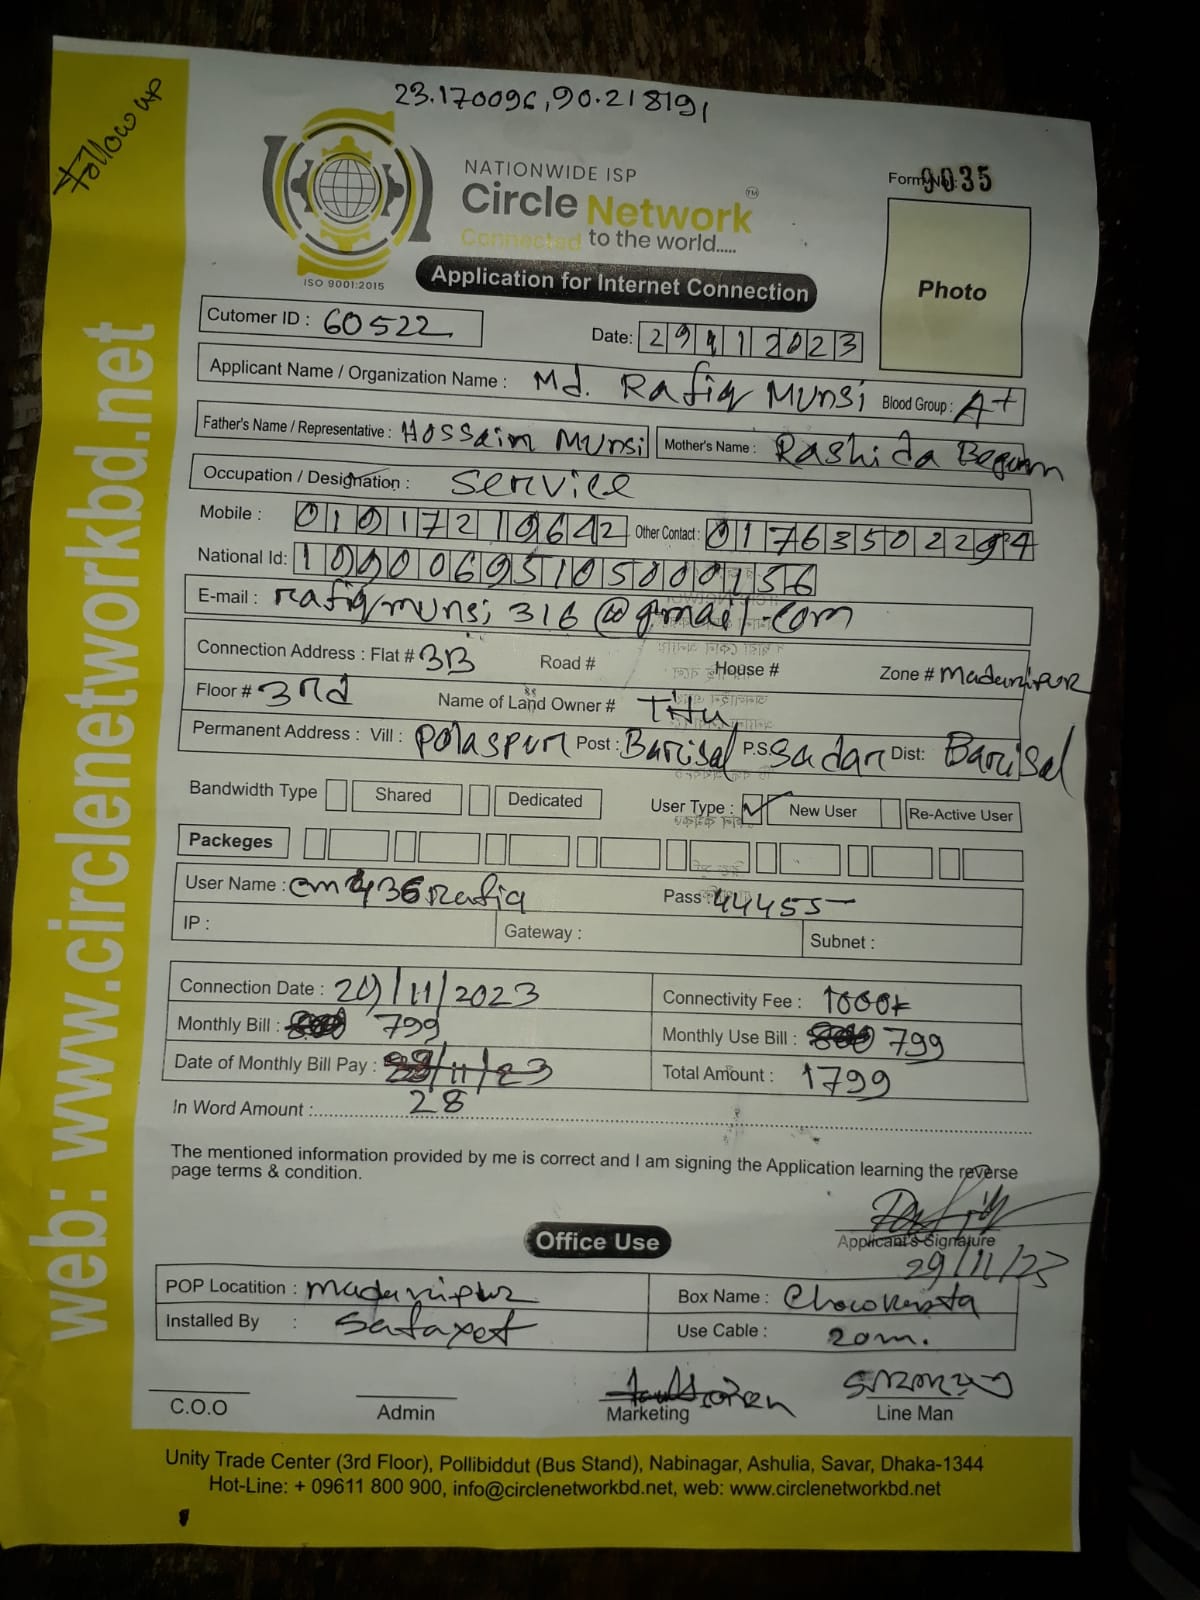 23.170096,90.218191
Follow up
NATIONWIDE ISP
Circle Network TM
Connected to the world.....
ISO 9001:2015
Form No: 0035
Photo
Application for Internet Connection
Cutomer ID : 60522
Date: 29112023
Applicant Name / Organization Name : Md. Rafiq Munsi Blood Group : A+
Father's Name / Representative : Hossain Munsi Mother's Name : Rashida Begum
Occupation / Designation : Service
Mobile : Other Contact : 01763502294
National Id:
E-mail : rafiqmunsi316@gmail.com
Connection Address : Flat # 3B Road # House # Zone # Madaripur
Floor # 3rd Name of Land Owner #
Permanent Address : Vill : Polaspur Post : Barisal P.S Sadar Dist: Barisal
Bandwidth Type Shared Dedicated User Type : New User Re-Active User
Packeges
User Name : Pass : 44455
IP : Gateway : Subnet :
Connection Date : 29/11/2023 Connectivity Fee :
Monthly Bill : 799 Monthly Use Bill : 799
Date of Monthly Bill Pay : /11/23 Total Amount : 1799
28
In Word Amount :
The mentioned information provided by me is correct and I am signing the Application learning the reverse
page terms & condition.
Applicant's Signature
29/11/23
Office Use
POP Locatition : Madaripur Box Name :
Installed By : Use Cable : 20m.
C.O.O Admin Marketing Line Man
Unity Trade Center (3rd Floor), Pollibiddut (Bus Stand), Nabinagar, Ashulia, Savar, Dhaka-1344
Hot-Line: + 09611 800 900, info@circlenetworkbd.net, web: www.circlenetworkbd.net
web: www.circlenetworkbd.net